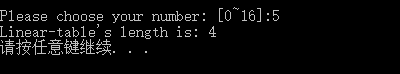 Please choose your number: [0~16]:5
Linear-table's length is: 4
请按任意键继续. . .